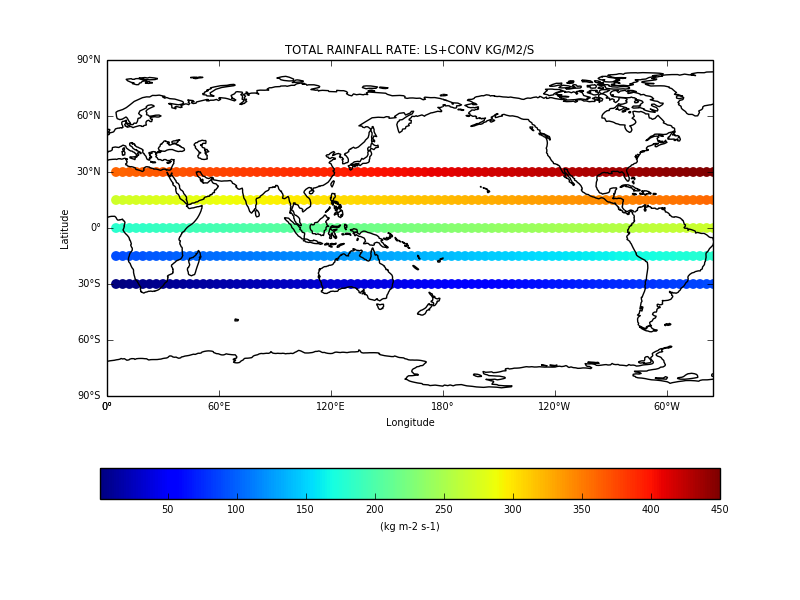 TOTAL RAINFALL RATE: LS+CONV KG/M2/S
90°N
60°N
30°N
0°
30°S
60°S
90°S
Latitude
0° 60°E 120°E 180° 120°W 60°W
Longitude
50 100 150 200 250 300 350 400 450
(kg m-2 s-1)